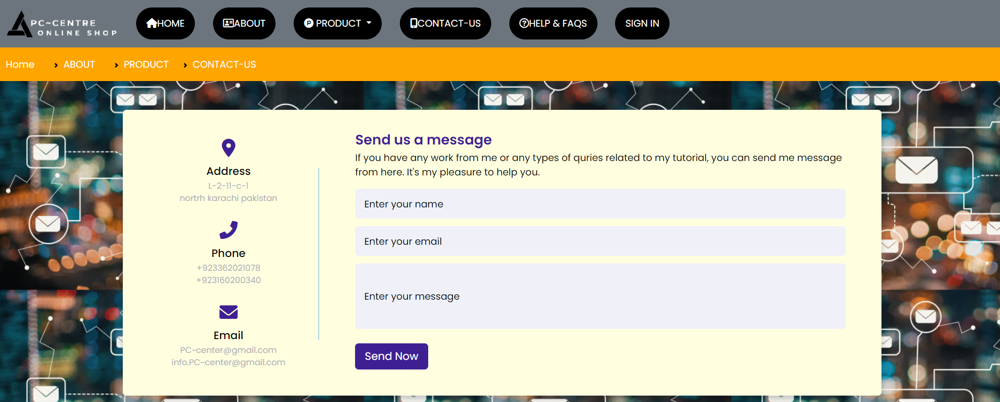 PC~CENTRE
ONLINE SHOP
HOME
ABOUT
P PRODUCT
CONTACT-US
HELP & FAQS
SIGN IN
Home
ABOUT
PRODUCT
CONTACT-US
Address
L-2-11-c-1
nortrh karachi pakistan
Phone
+923362021078
+923160200340
Email
PC~center@gmail.com
info.PC~center@gmail.com
Send us a message
If you have any work from me or any types of quries related to my tutorial, you can send me message
from here. It's my pleasure to help you.
Enter your name
Enter your email
Enter your message
Send Now